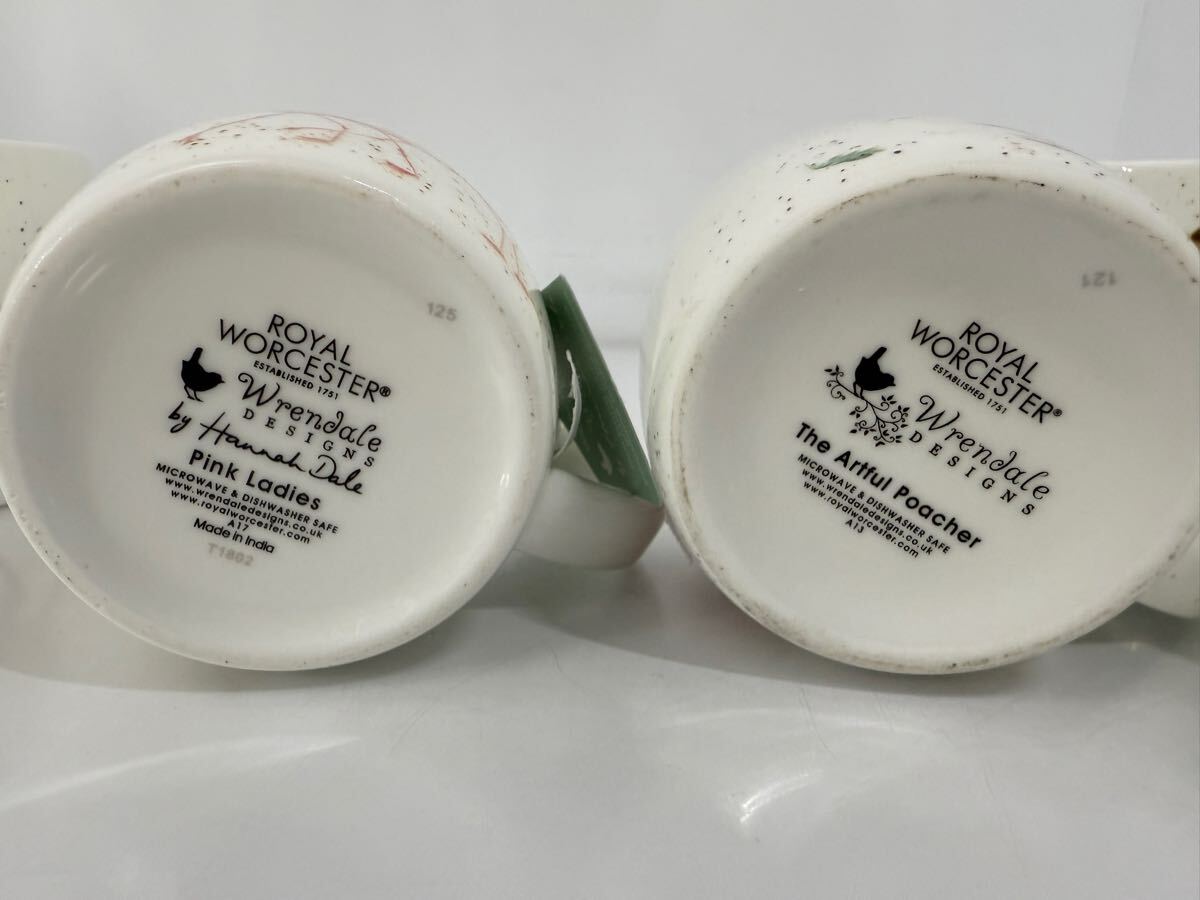 125
ROYAL
WORCESTER®
ESTABLISHED 1751
Wrendale
DESIGNS
by Hannah Dale
Pink Ladies
MICROWAVE & DISHWASHER SAFE
www.wrendaledesigns.co.uk
www.royalworcester.com
A17
Made in India
T1802
121
ROYAL
WORCESTER®
ESTABLISHED 1751
Wrendale
DESIGNS
The Artful Poacher
MICROWAVE & DISHWASHER SAFE
www.wrendaledesigns.co.uk
www.royalworcester.com
A13